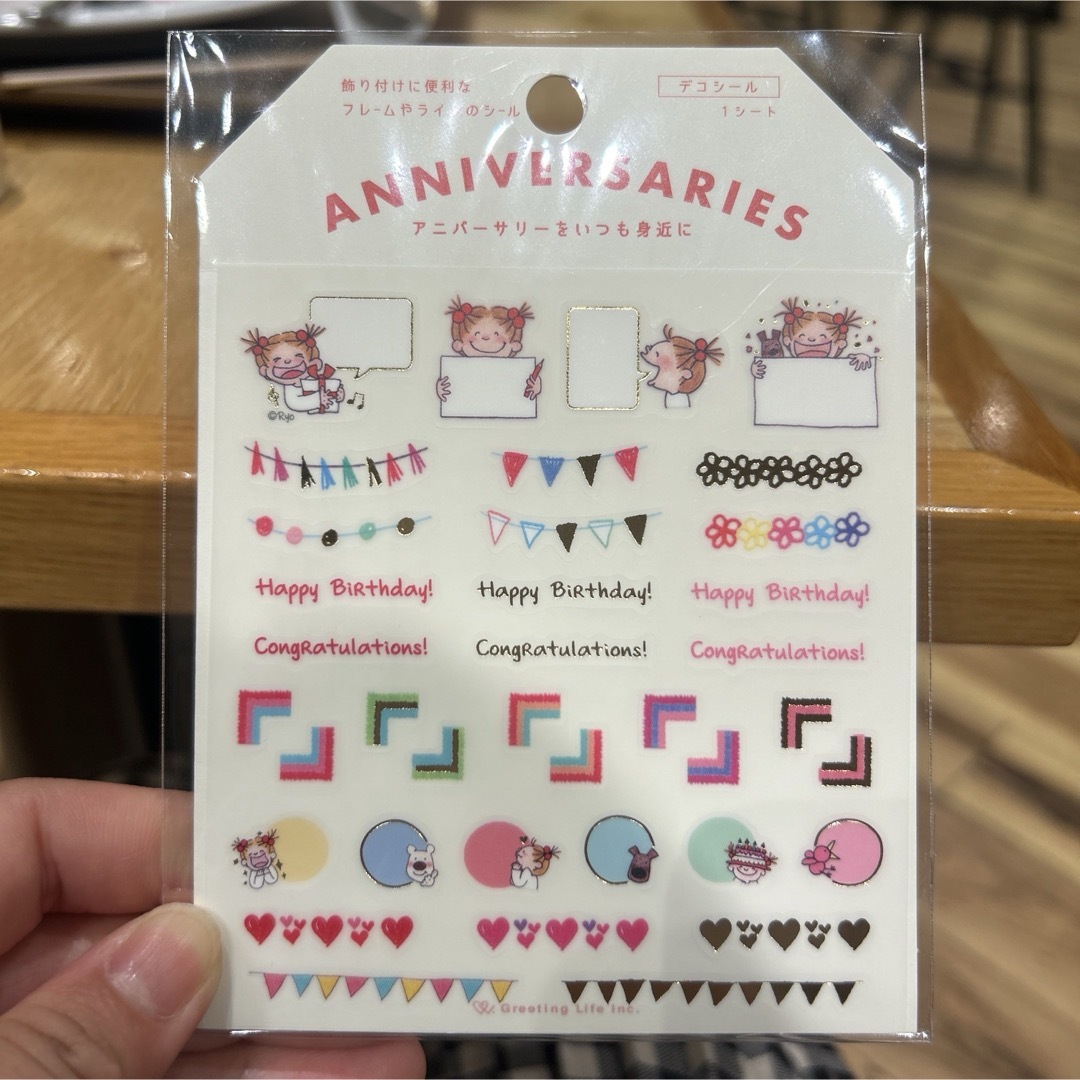 飾り付けに便利な
フレームやラインのシール
デコシール
1シート
ANNIVERSARIES
アニバーサリーをいつも身近に
©Ryo
Happy Birthday! Happy Birthday! Happy Birthday!
Congratulations! Congratulations! Congratulations!
Greeting Life Inc.